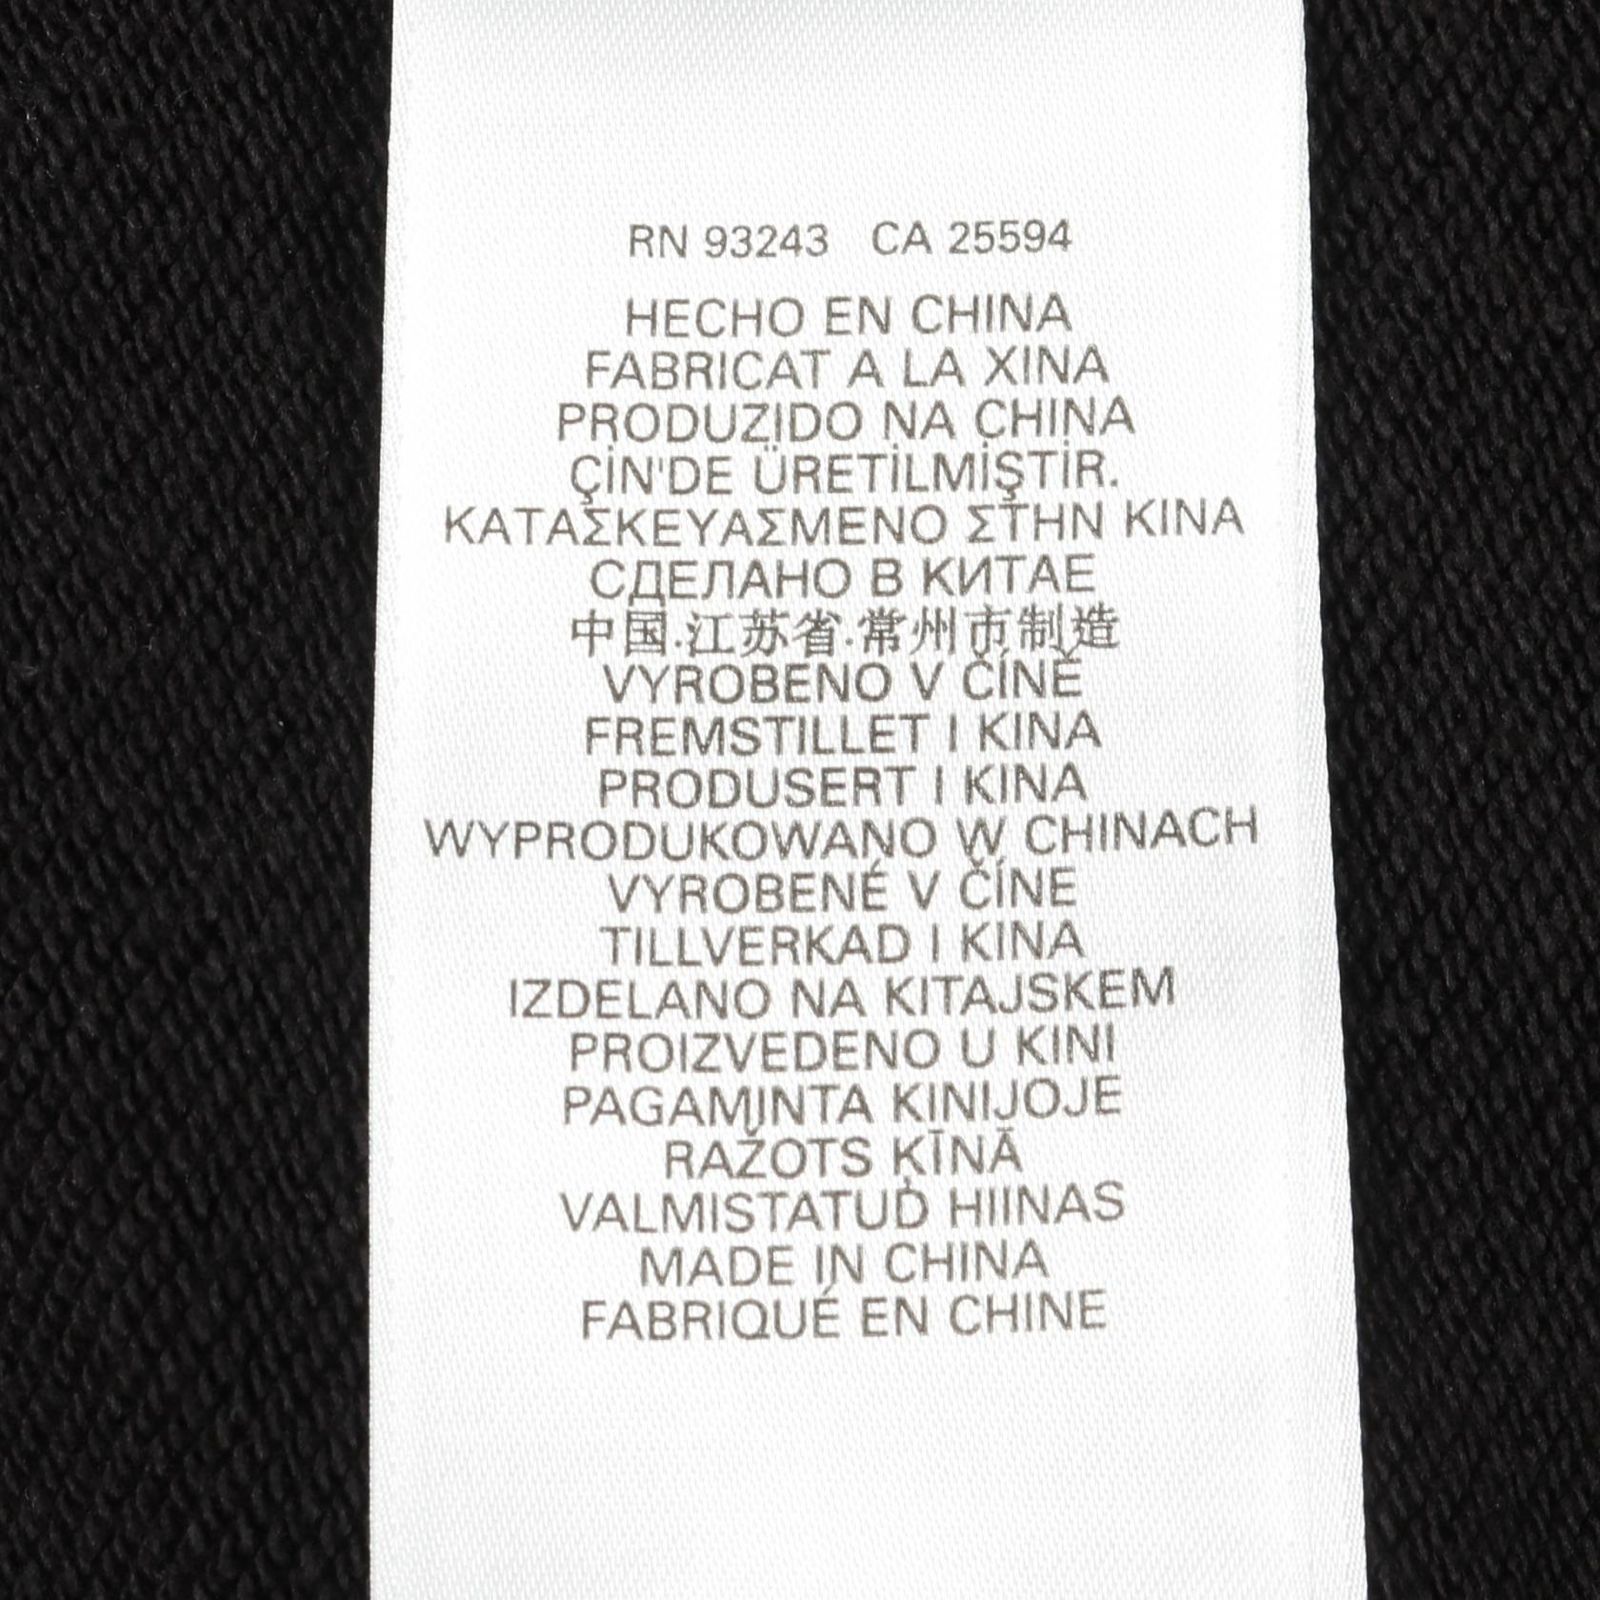 RN 93243 CA 25594
HECHO EN CHINA
FABRICAT A LA XINA
PRODUZIDO NA CHINA
ÇİN'DE ÜRETİLMİŞTİR.
ΚΑΤΑΣΚΕΥΑΣΜΕΝΟ ΣΤΗΝ ΚΙΝΑ
СДЕЛАНО В КИТАЕ
中国.江苏省.常州市制造
VYROBENO V ČÍNĚ
FREMSTILLET I KINA
PRODUSERT I KINA
WYPRODUKOWANO W CHINACH
VYROBENÉ V ČÍNE
TILLVERKAD I KINA
IZDELANO NA KITAJSKEM
PROIZVEDENO U KINI
PAGAMINTA KINIJOJE
RAŽOTS ĶĪNĀ
VALMISTATUD HIINAS
MADE IN CHINA
FABRIQUÉ EN CHINE